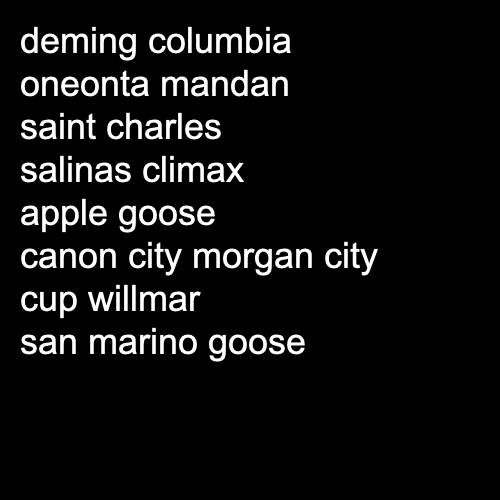 deming columbia
oneonta mandan
saint charles
salinas climax
apple goose
canon city morgan city
cup willmar
san marino goose